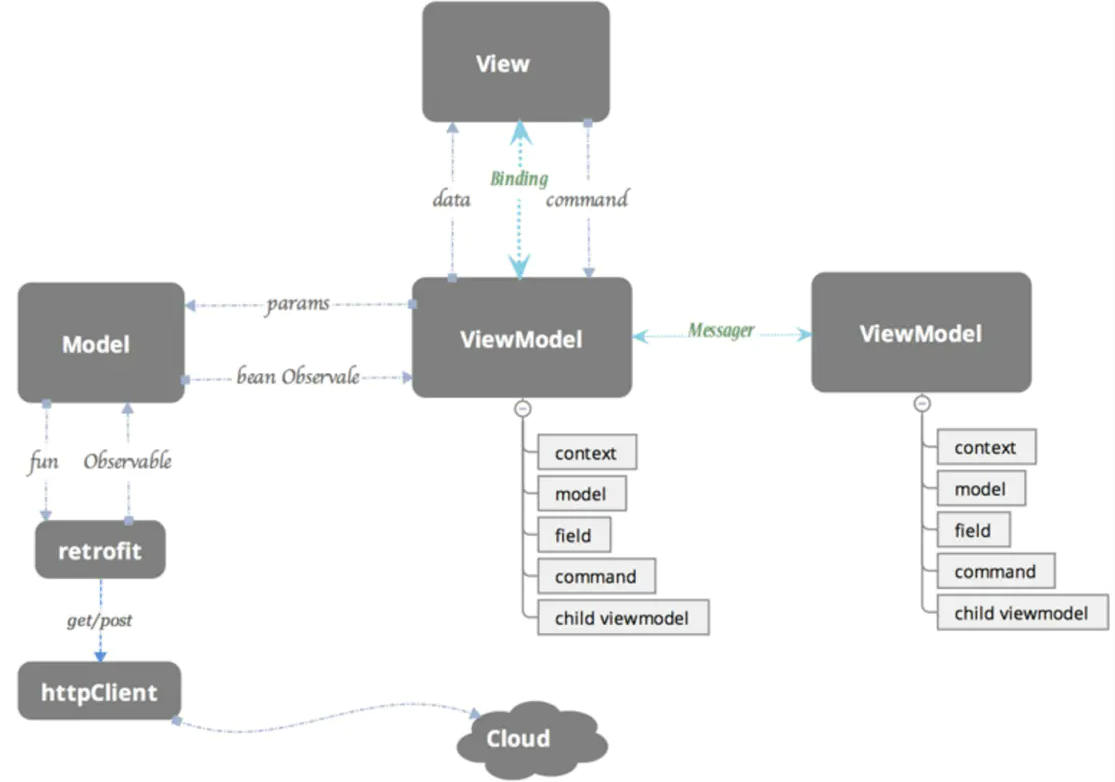 View
Binding
data
command
params
Model
ViewModel
Messager
ViewModel
bean Observale
fun
Observable
context
model
field
command
child viewmodel
context
model
field
command
child viewmodel
retrofit
get/post
httpClient
Cloud